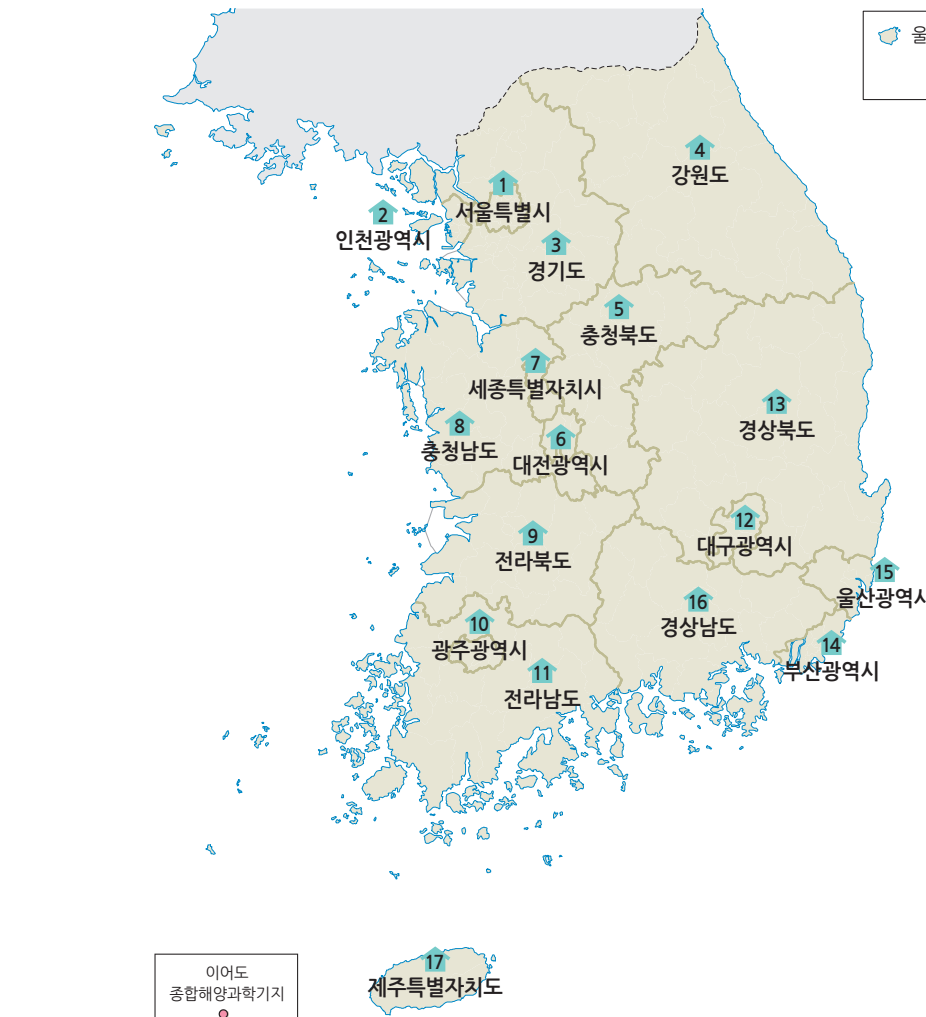 울
4
강원도
1
서울특별시
2
인천광역시
3
경기도
5
충청북도
7
세종특별자치시
13
경상북도
8
충청남도
6
대전광역시
12
대구광역시
9
전라북도
15
울산광역시
16
경상남도
10
광주광역시
14
부산광역시
11
전라남도
17
제주특별자치도
이어도
종합해양과학기지